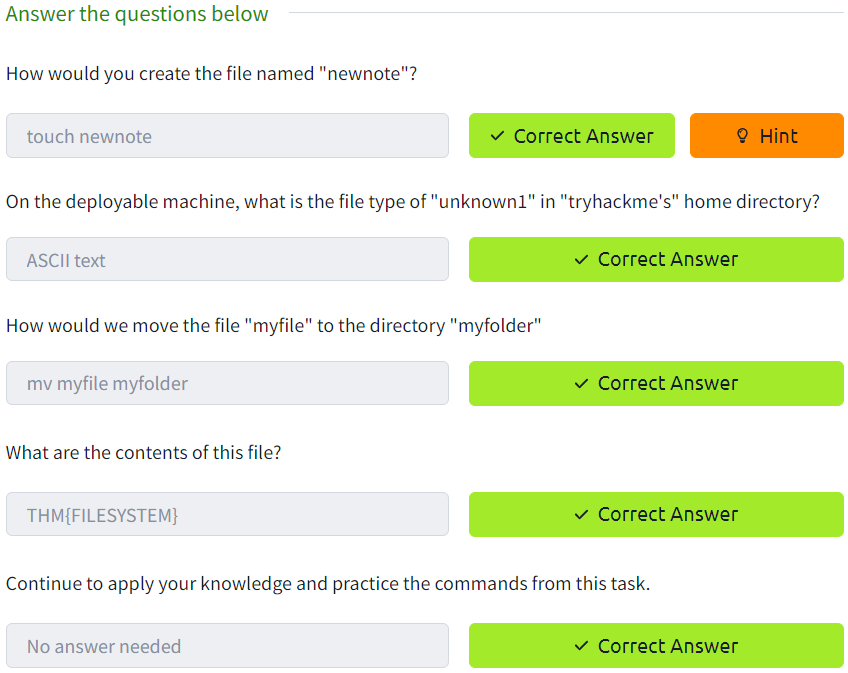 Answer the questions below
How would you create the file named "newnote"?
touch newnote
Correct Answer
Hint
On the deployable machine, what is the file type of "unknown1" in "tryhackme's" home directory?
ASCII text
Correct Answer
How would we move the file "myfile" to the directory "myfolder"
mv myfile myfolder
Correct Answer
What are the contents of this file?
THM{FILESYSTEM}
Correct Answer
Continue to apply your knowledge and practice the commands from this task.
No answer needed
Correct Answer